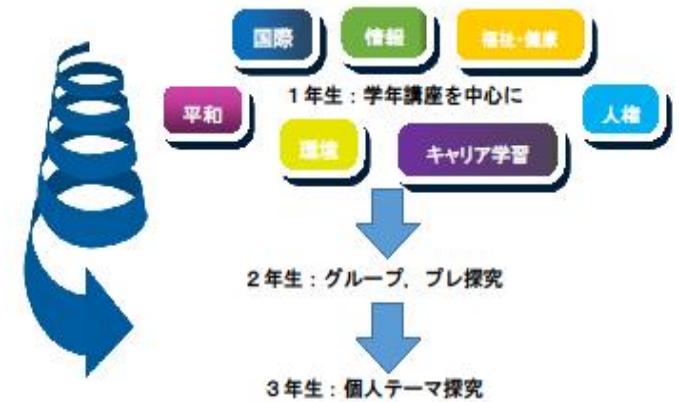 国際
情報
福祉・健康
平和
1年生：学年講座を中心に
人権
環境
キャリア学習
2年生：グループ，プレ探究
3年生：個人テーマ探究